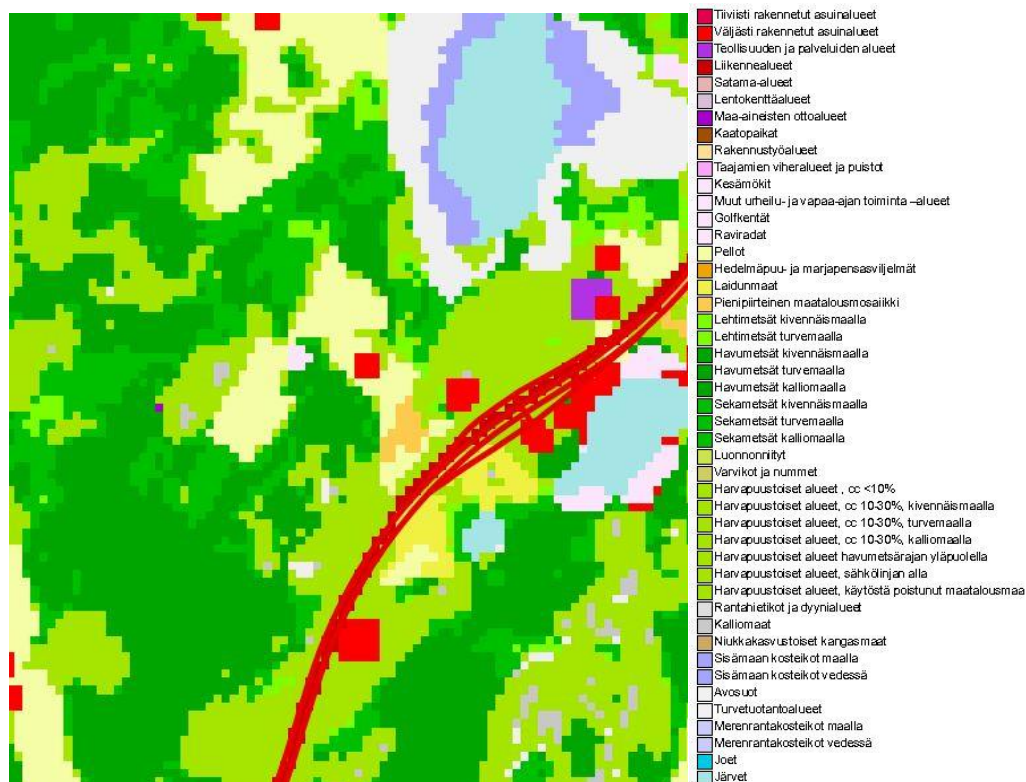 Tiiviisti rakennetut asuinalueet
Väljästi rakennetut asuinalueet
Teollisuuden ja palveluiden alueet
Liikennealueet
Satama-alueet
Lentokenttäalueet
Maa-aineisten ottoalueet
Kaatopaikat
Rakennustyöalueet
Taajamien viheralueet ja puistot
Kesämökit
Muut urheilu- ja vapaa-ajan toiminta –alueet
Golfkentät
Raviradat
Pellot
Hedelmäpuu- ja marjapensasviljelmät
Laidunmaat
Pienipiirteinen maatalousmosaiikki
Lehtimetsät kivennäismaalla
Lehtimetsät turvemaalla
Havumetsät kivennäismaalla
Havumetsät turvemaalla
Havumetsät kalliomaalla
Sekametsät kivennäismaalla
Sekametsät turvemaalla
Sekametsät kalliomaalla
Luonnonniityt
Varvikot ja nummet
Harvapuustoiset alueet , cc <10%
Harvapuustoiset alueet, cc 10-30%, kivennäismaalla
Harvapuustoiset alueet, cc 10-30%, turvemaalla
Harvapuustoiset alueet, cc 10-30%, kalliomaalla
Harvapuustoiset alueet havumetsärajan yläpuolella
Harvapuustoiset alueet, sähkölinjan alla
Harvapuustoiset alueet, käytöstä poistunut maatalousmaa
Rantahietikot ja dyynialueet
Kalliomaat
Niukkakasvustoiset kangasmaat
Sisämaan kosteikot maalla
Sisämaan kosteikot vedessä
Avosuot
Turvetuotantoalueet
Merenrantakosteikot maalla
Merenrantakosteikot vedessä
Joet
Järvet